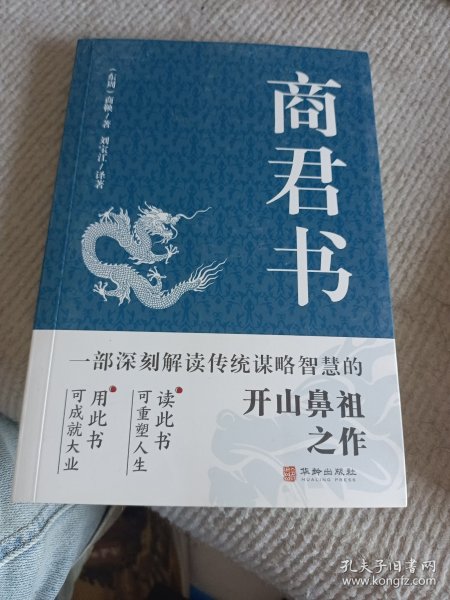 商君书
（东周）商鞅/著
刘宝江/译著
一部深刻解读传统谋略智慧的
开山鼻祖
之作
读此书
可重塑人生
用此书
可成就大业
华龄出版社
HUALING PRESS
孔夫子旧书网
www.kongfz.com